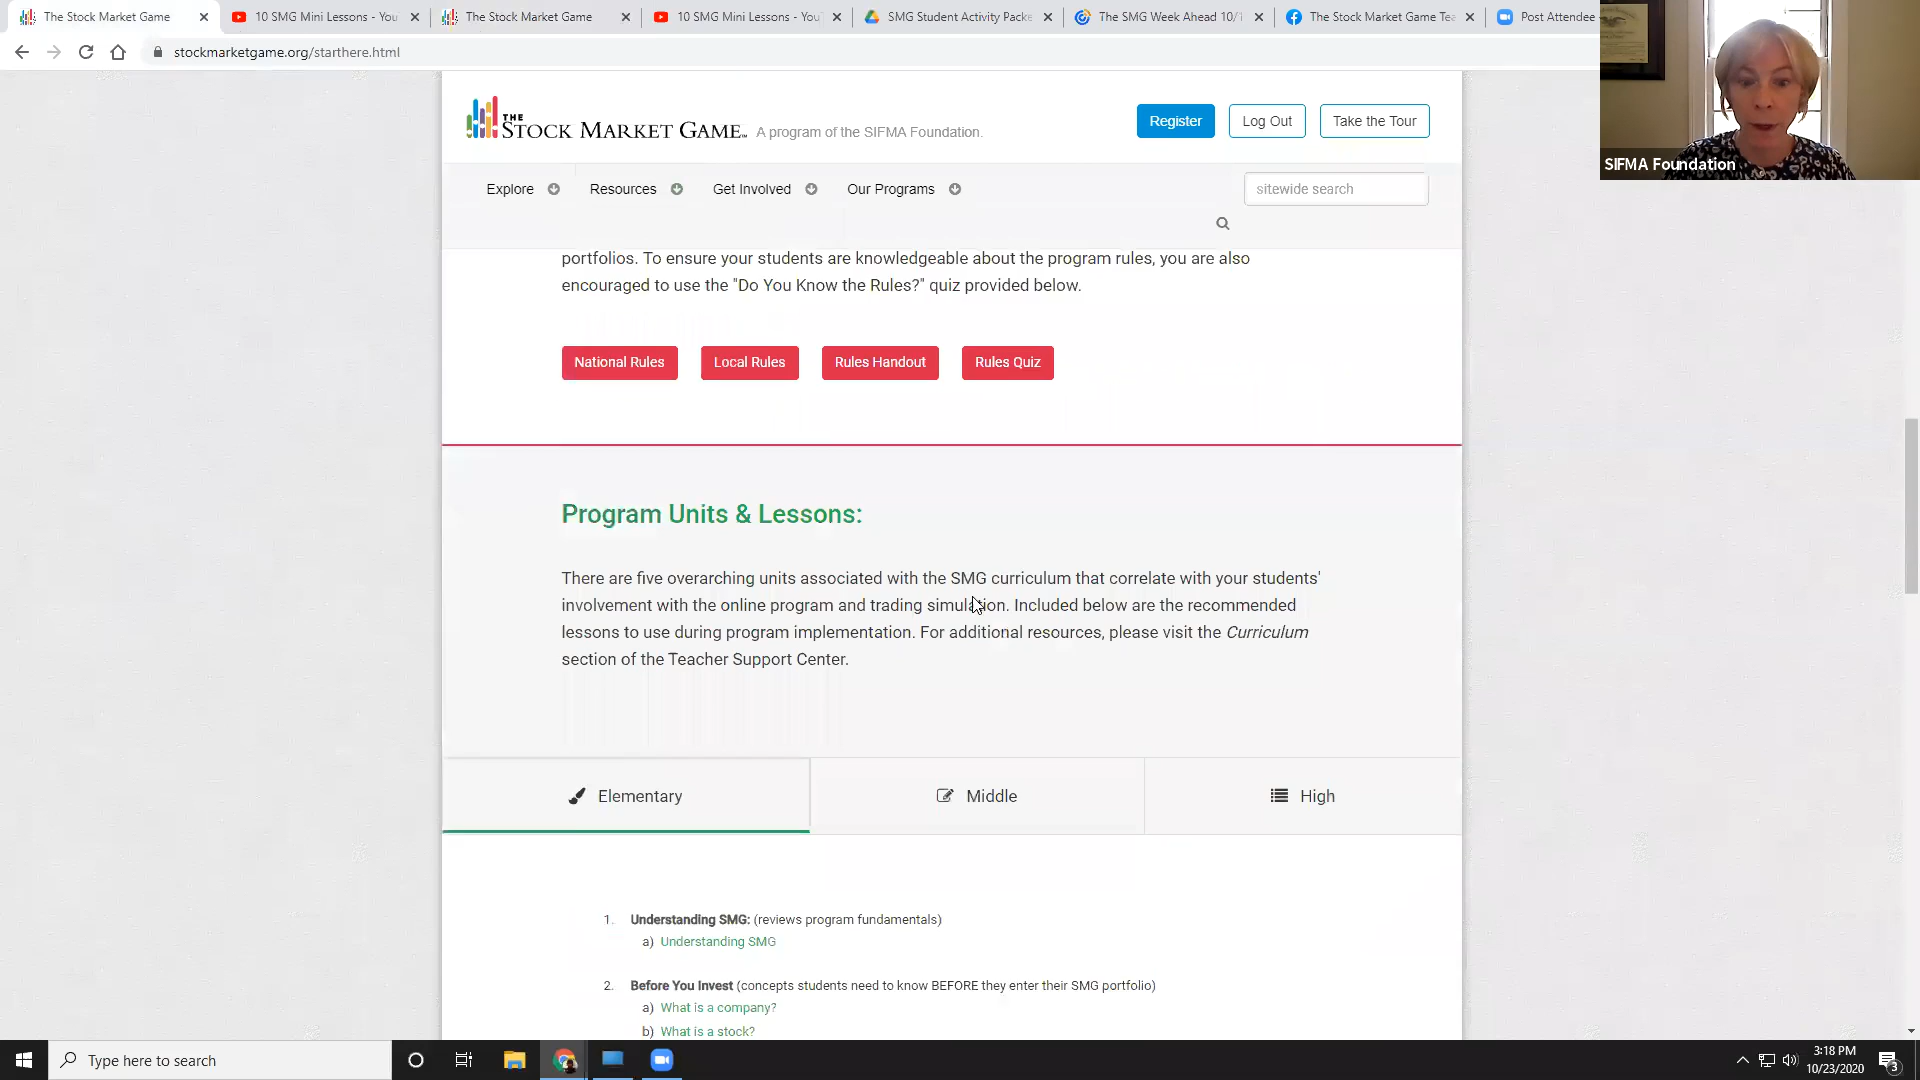 The Stock Market Game
10 SMG Mini Lessons - You
The Stock Market Game
10 SMG Mini Lessons - You
SMG Student Activity Packe
The SMG Week Ahead 10/
The Stock Market Game Tea
Post Attendee
stockmarketgame.org/starthere.html
THE
STOCK MARKET GAME
A program of the SIFMA Foundation.
Register
Log Out
Take the Tour
SIFMA Foundation
Explore
Resources
Get Involved
Our Programs
sitewide search
portfolios. To ensure your students are knowledgeable about the program rules, you are also
encouraged to use the "Do You Know the Rules?" quiz provided below.
National Rules
Local Rules
Rules Handout
Rules Quiz
Program Units & Lessons:
There are five overarching units associated with the SMG curriculum that correlate with your students'
involvement with the online program and trading simulation. Included below are the recommended
lessons to use during program implementation. For additional resources, please visit the Curriculum
section of the Teacher Support Center.
Elementary
Middle
High
1. Understanding SMG: (reviews program fundamentals)
a) Understanding SMG
2. Before You Invest (concepts students need to know BEFORE they enter their SMG portfolio)
a) What is a company?
b) What is a stock?
Type here to search
3:18 PM
10/23/2020
3